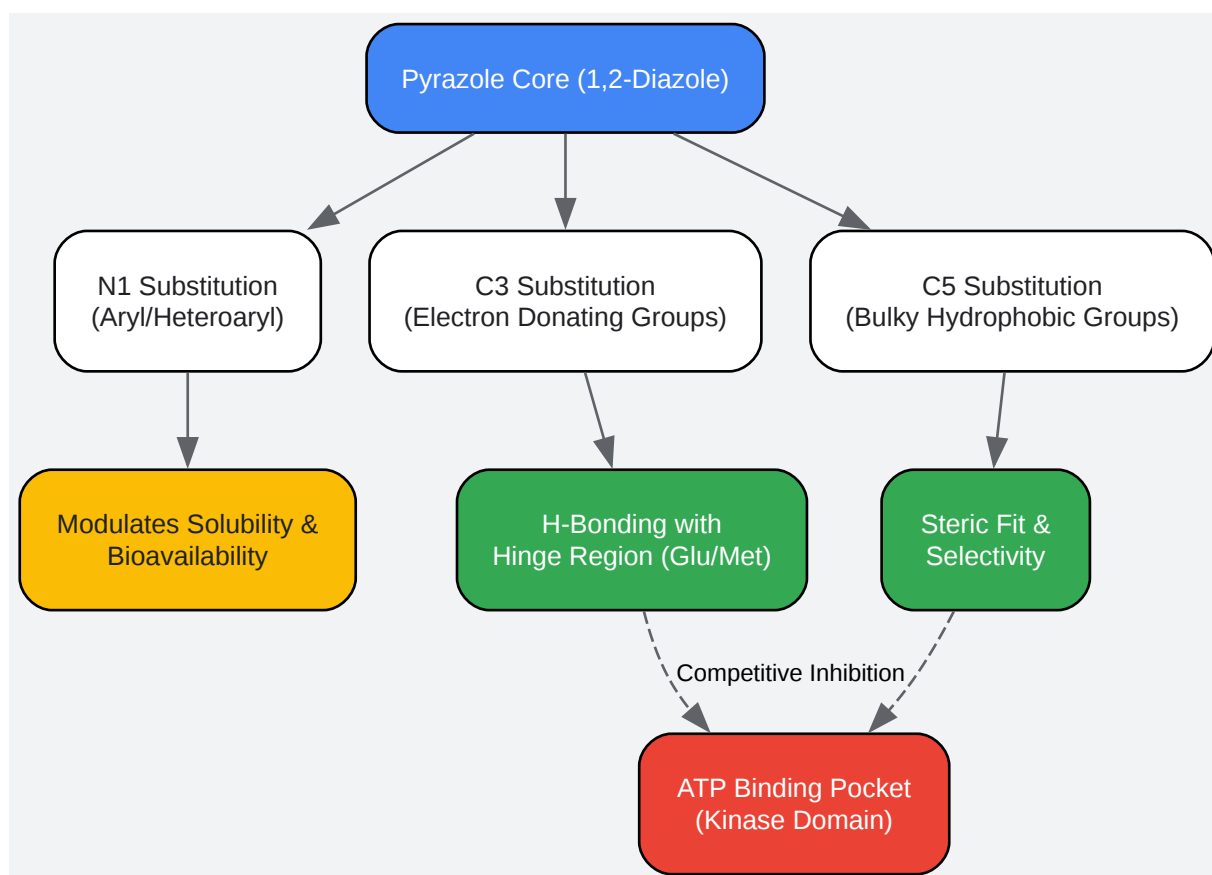 Pyrazole Core (1,2-Diazole)
N1 Substitution
(Aryl/Heteroaryl)
C3 Substitution
(Electron Donating Groups)
C5 Substitution
(Bulky Hydrophobic Groups)
Modulates Solubility &
Bioavailability
H-Bonding with
Hinge Region (Glu/Met)
Steric Fit &
Selectivity
Competitive Inhibition
ATP Binding Pocket
(Kinase Domain)